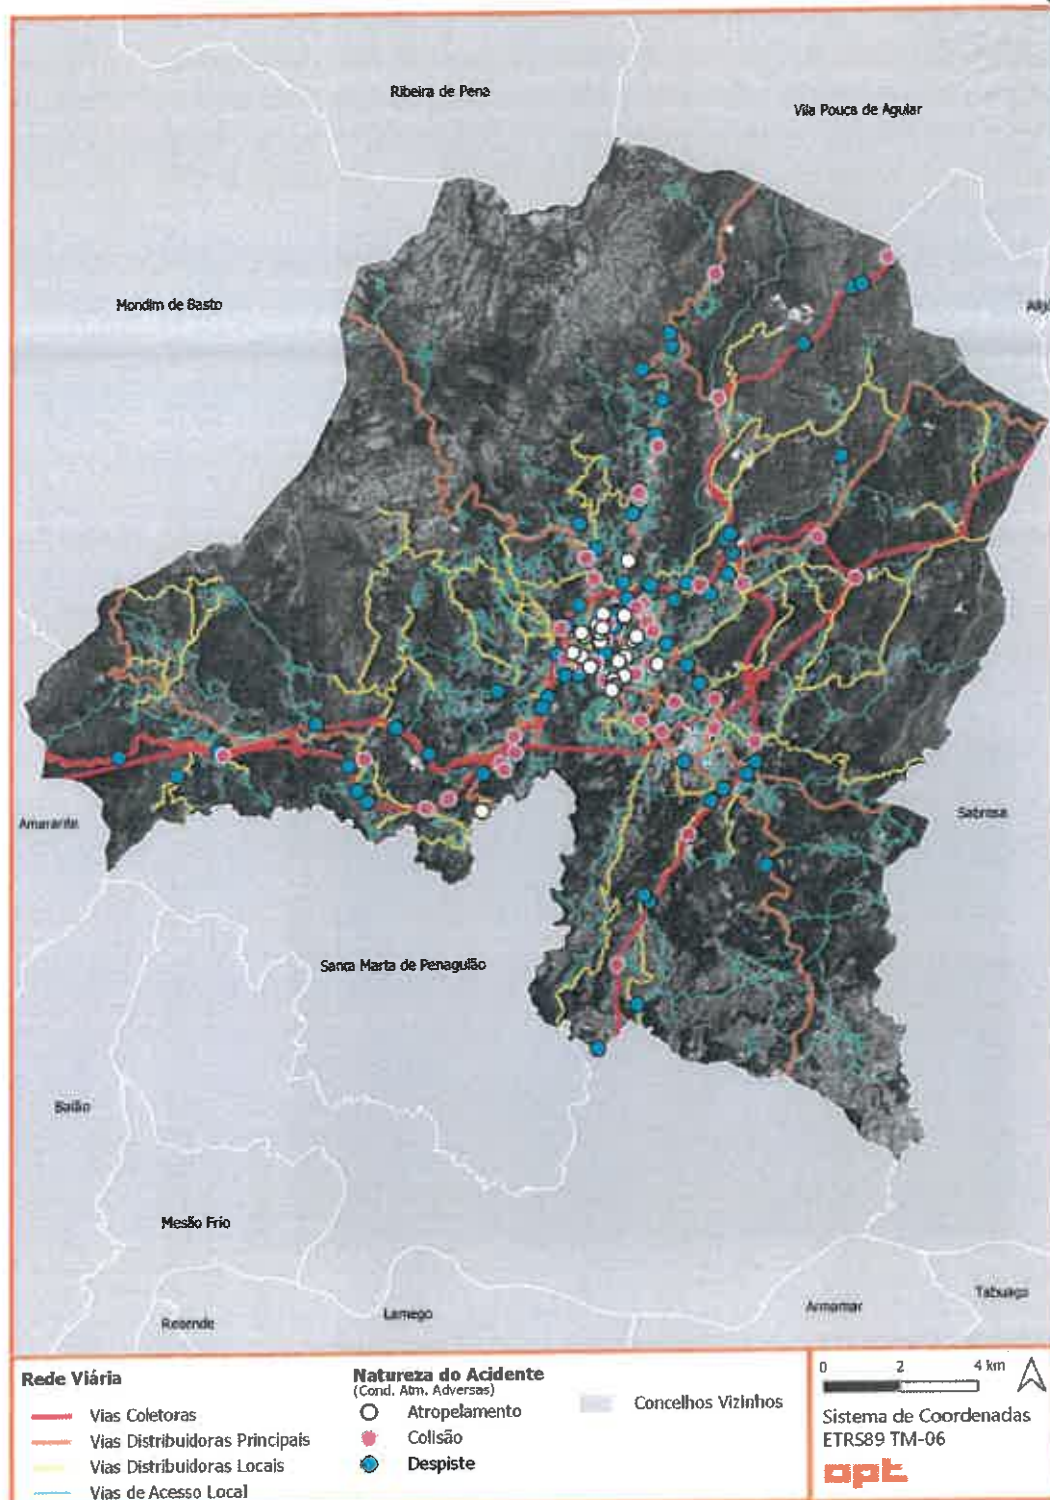 Ribeira de Pena
Vila Pouca de Aguiar
Mondim de Basto
Amarante
Sabrosa
Santa Marta de Penaguião
Baião
Mesão Frio
Tabuaço
Armamar
Lamego
Resende
Rede Viária
Vias Coletoras
Vias Distribuidoras Principais
Vias Distribuidoras Locais
Vias de Acesso Local
Natureza do Acidente
(Cond. Atm. Adversas)
Atropelamento
Colisão
Despiste
Concelhos Vizinhos
0 2 4 km
Sistema de Coordenadas
ETRS89 TM-06
opt